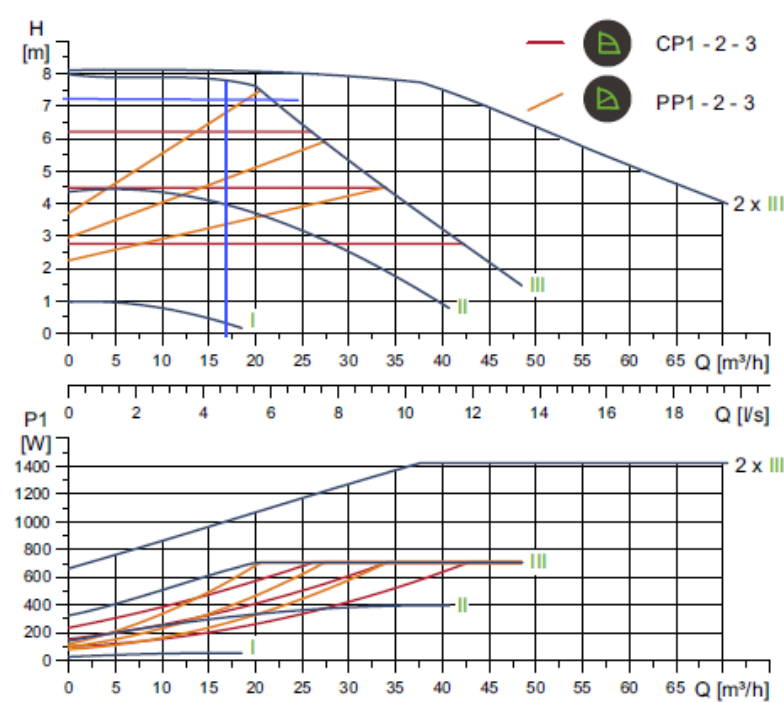 H
[m]
CP1 - 2 - 3
PP1 - 2 - 3
8
7
6
5
4
3
2
1
0
2 x III
III
II
I
0 5 10 15 20 25 30 35 40 45 50 55 60 65 Q [m³/h]
0 2 4 6 8 10 12 14 16 18 Q [l/s]
P1
[W]
1400
1200
1000
800
600
400
200
0
2 x III
III
II
I
0 5 10 15 20 25 30 35 40 45 50 55 60 65 Q [m³/h]